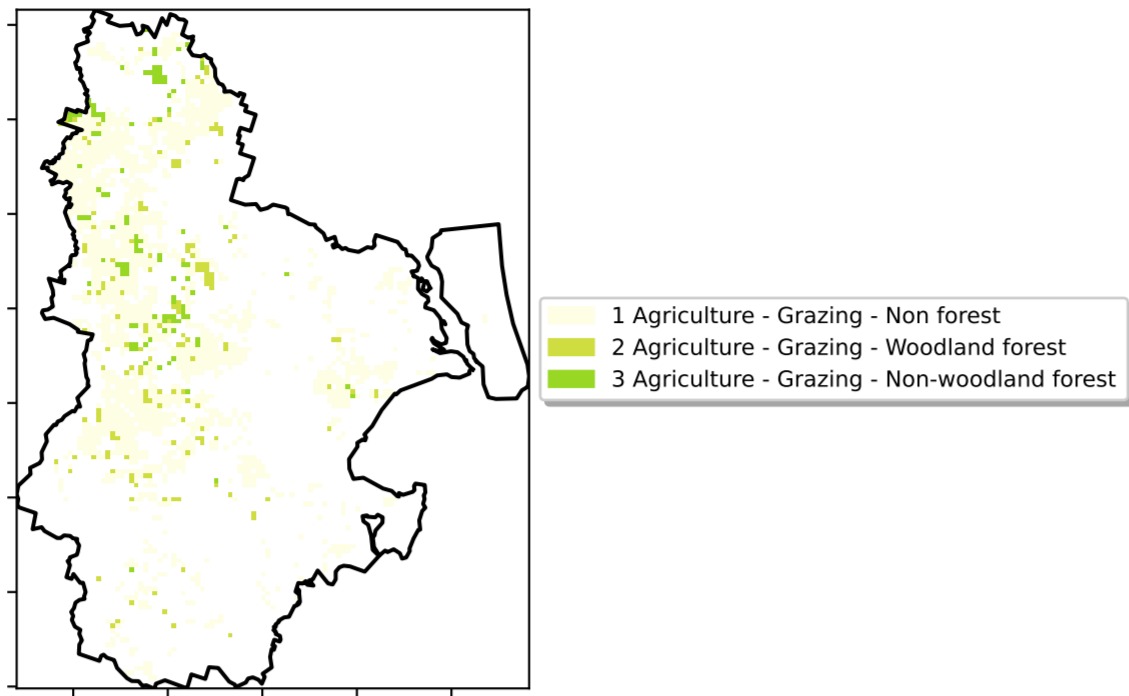 1 Agriculture - Grazing - Non forest
2 Agriculture - Grazing - Woodland forest
3 Agriculture - Grazing - Non-woodland forest